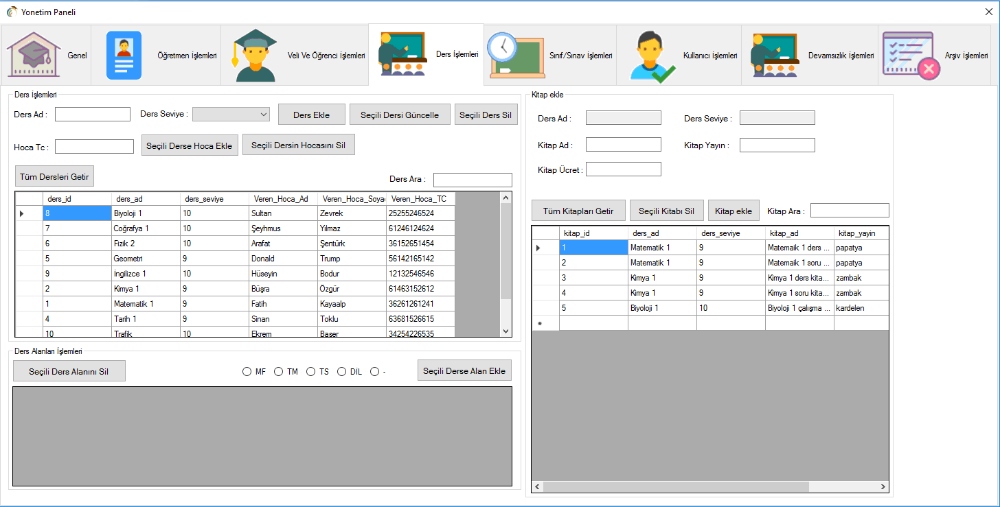 Yonetim Paneli
Genel
Öğretmen İşlemleri
Veli Ve Öğrenci İşlemleri
Ders İşlemleri
Sınıf/Sınav İşlemleri
Kullanıcı İşlemleri
Devamsızlık İşlemleri
Arşiv İşlemleri
Ders İşlemleri
Ders Ad :
Ders Seviye :
Ders Ekle
Seçili Dersi Güncelle
Seçili Ders Sil
Hoca Tc :
Seçili Derse Hoca Ekle
Seçili Dersin Hocasını Sil
Tüm Dersleri Getir
Ders Ara :
ders_id ders_ad ders_seviye Veren_Hoca_Ad Veren_Hoca_Soyad Veren_Hoca_TC
8 Biyoloji 1 10 Sultan Zevrek 25255246524
7 Coğrafya 1 10 Şeyhmus Yılmaz 61246124624
6 Fizik 2 10 Arafat Şentürk 36152651454
5 Geometri 9 Donald Trump 56142165142
9 İngilizce 1 10 Hüseyin Bodur 12132546546
2 Kimya 1 9 Büşra Özgür 61463152612
1 Matematik 1 9 Fatih Kayaalp 36261261241
4 Tarih 1 9 Sinan Toklu 63681526615
10 Trafik 10 Ekrem Başer 34254226535
Ders Alanları İşlemleri
Seçili Ders Alanını Sil
MF
TM
TS
DİL
-
Seçili Derse Alan Ekle
Kitap ekle
Ders Ad :
Ders Seviye :
Kitap Ad :
Kitap Yayın :
Kitap Ücret :
Tüm Kitapları Getir
Seçili Kitabı Sil
Kitap ekle
Kitap Ara :
kitap_id ders_ad ders_seviye kitap_ad kitap_yayin
1 Matematik 1 9 Matemaik 1 ders ... papatya
2 Matematik 1 9 Matemaik 1 soru ... papatya
3 Kimya 1 9 Kimya 1 ders kita... zambak
4 Kimya 1 9 Kimya 1 soru kita... zambak
5 Biyoloji 1 10 Biyoloji 1 çalışma ... kardelen
*